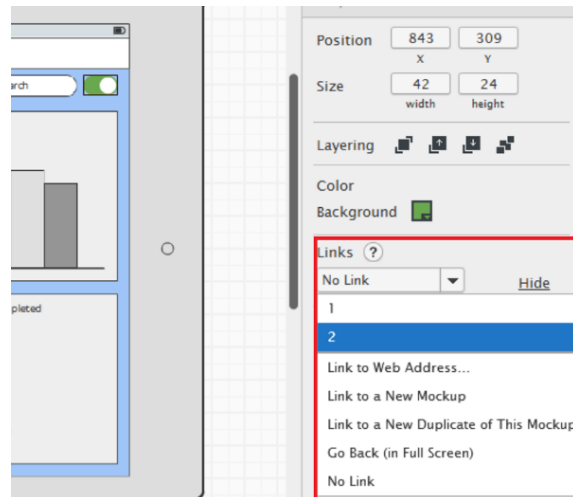 arch
pleted
Position 843 309
X Y
Size 42 24
width height
Layering
Color
Background
Links ?
No Link Hide
1
2
Link to Web Address...
Link to a New Mockup
Link to a New Duplicate of This Mockup
Go Back (in Full Screen)
No Link